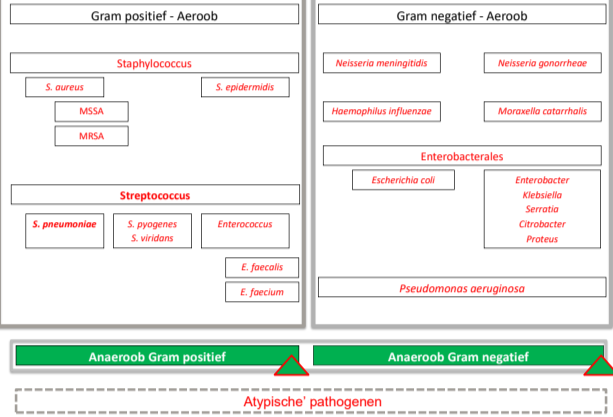 Gram positief - Aeroob
Staphylococcus
S. aureus
S. epidermidis
MSSA
MRSA
Streptococcus
S. pneumoniae
S. pyogenes
S. viridans
Enterococcus
E. faecalis
E. faecium
Gram negatief - Aeroob
Neisseria meningitidis
Neisseria gonorrheae
Haemophilus influenzae
Moraxella catarrhalis
Enterobacterales
Escherichia coli
Enterobacter
Klebsiella
Serratia
Citrobacter
Proteus
Pseudomonas aeruginosa
Anaeroob Gram positief
Anaeroob Gram negatief
Atypische' pathogenen